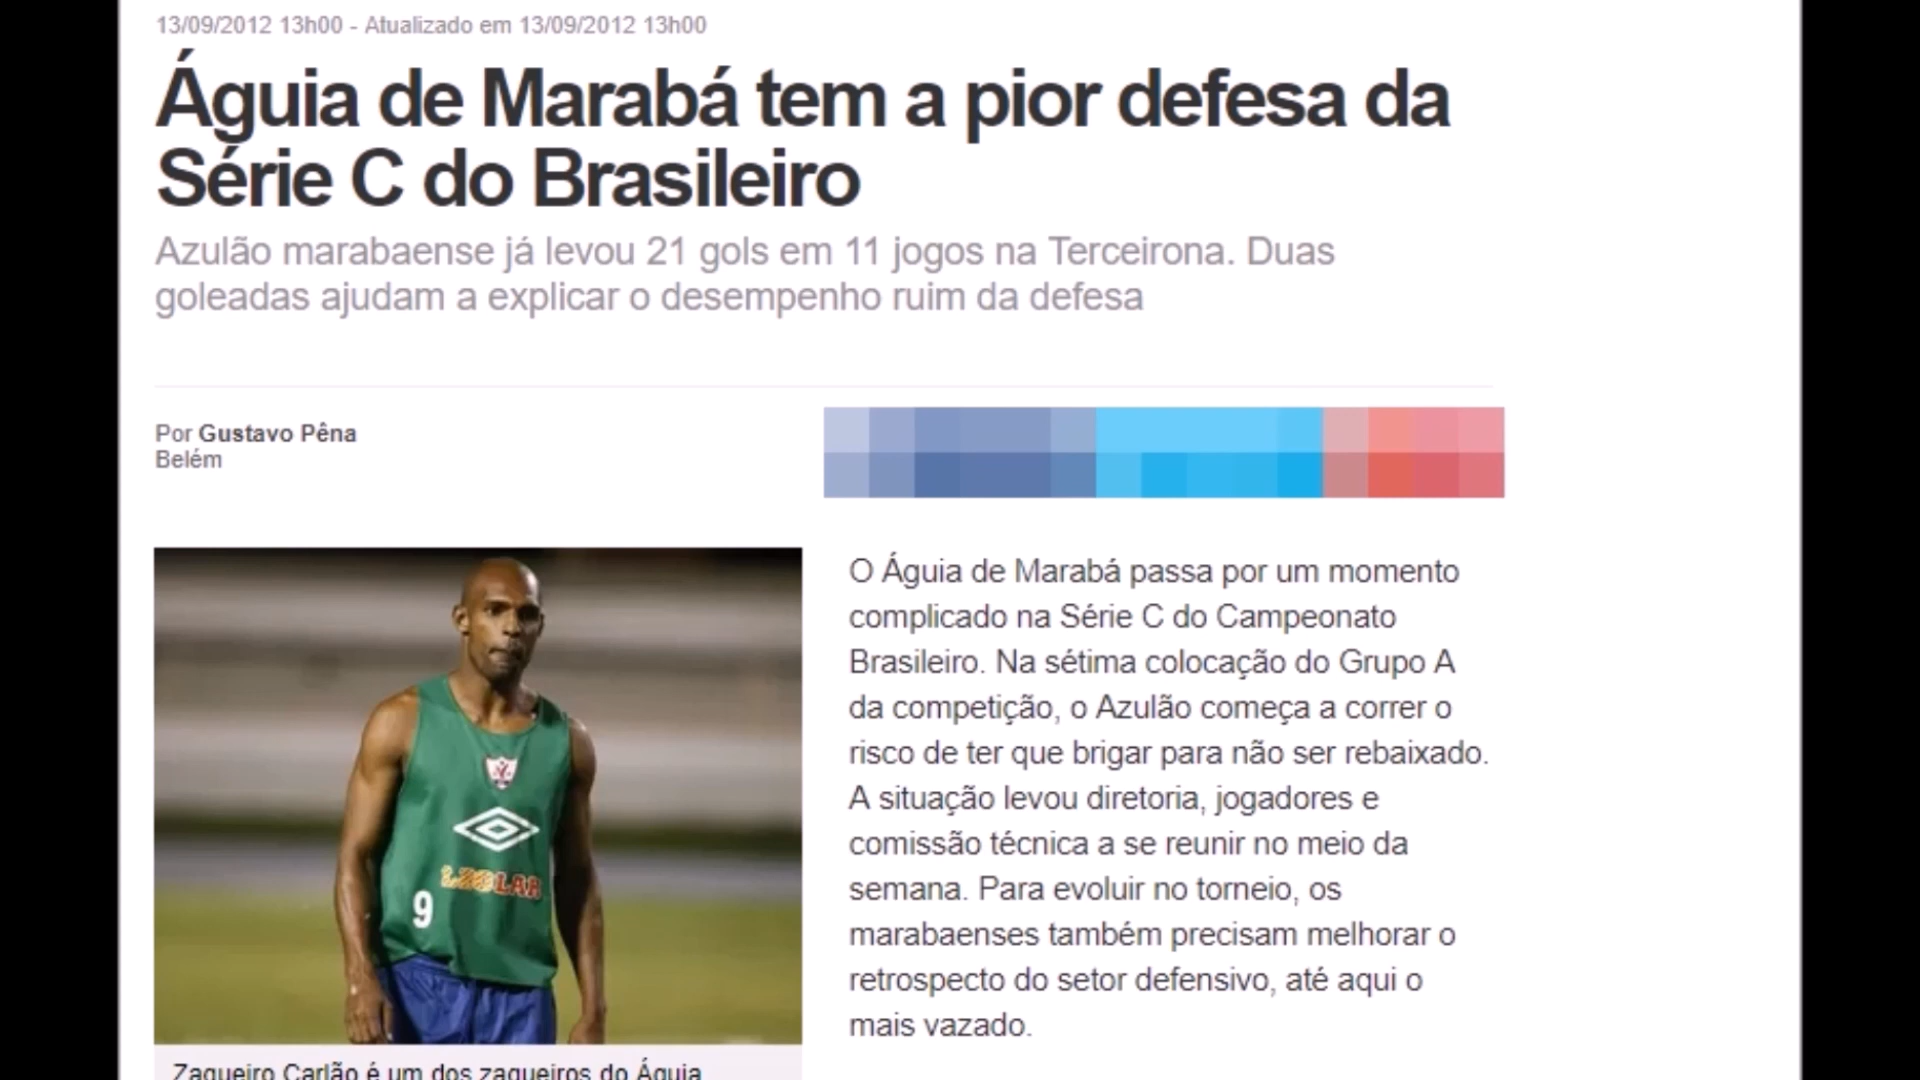 13/09/2012 13h00 - Atualizado em 13/09/2012 13h00
Águia de Marabá tem a pior defesa da
Série C do Brasileiro
Azulão marabaense já levou 21 gols em 11 jogos na Terceirona. Duas
goleadas ajudam a explicar o desempenho ruim da defesa
Por Gustavo Pêna
Belém
O Águia de Marabá passa por um momento
complicado na Série C do Campeonato
Brasileiro. Na sétima colocação do Grupo A
da competição, o Azulão começa a correr o
risco de ter que brigar para não ser rebaixado.
A situação levou diretoria, jogadores e
comissão técnica a se reunir no meio da
semana. Para evoluir no torneio, os
marabaenses também precisam melhorar o
retrospecto do setor defensivo, até aqui o
mais vazado.
9
Zagueiro Carlão é um dos zagueiros do Águia